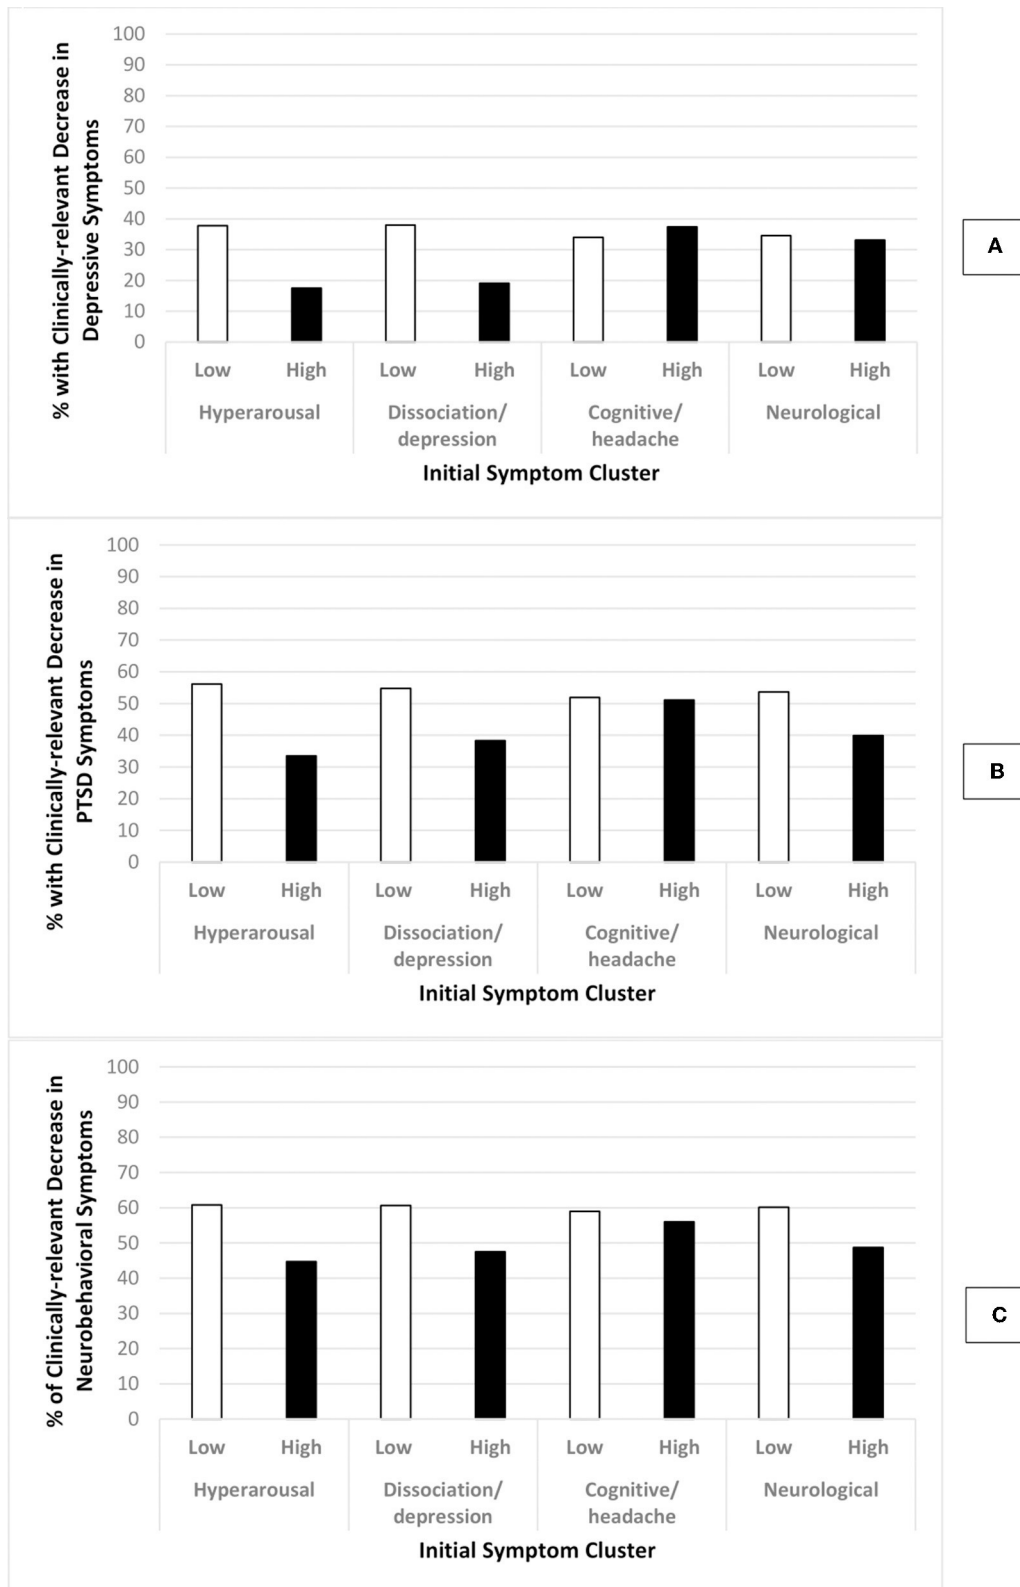 % with Clinically-relevant Decrease in
Depressive Symptoms
100
90
80
70
60
50
40
30
20
10
0
Low High Low High Low High Low High
Hyperarousal Dissociation/ Cognitive/ Neurological
depression headache
Initial Symptom Cluster
A
% with Clinically-relevant Decrease in
PTSD Symptoms
100
90
80
70
60
50
40
30
20
10
0
Low High Low High Low High Low High
Hyperarousal Dissociation/ Cognitive/ Neurological
depression headache
Initial Symptom Cluster
B
% of Clinically-relevant Decrease in
Neurobehavioral Symptoms
100
90
80
70
60
50
40
30
20
10
0
Low High Low High Low High Low High
Hyperarousal Dissociation/ Cognitive/ Neurological
depression headache
Initial Symptom Cluster
C